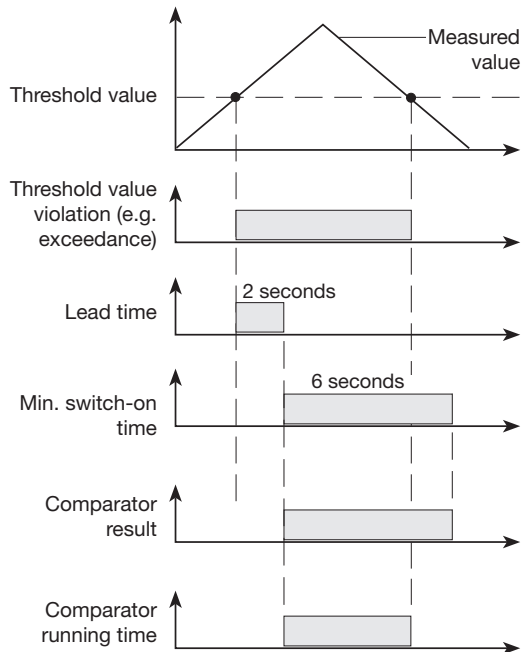 Measured
value
Threshold value
Threshold value
violation (e.g.
exceedance)
2 seconds
Lead time
6 seconds
Min. switch-on
time
Comparator
result
Comparator
running time